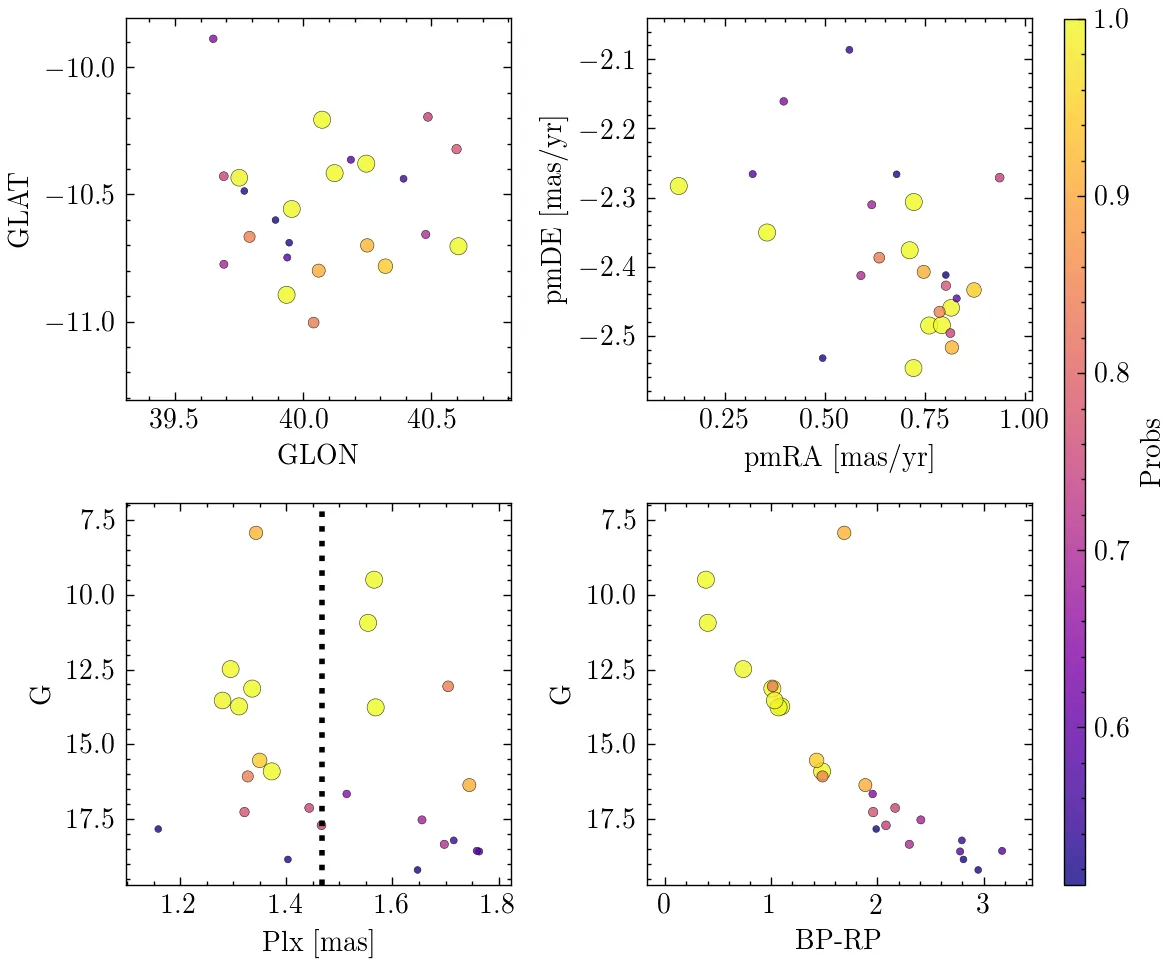 −10.0
−10.5
−11.0
GLAT
39.5 40.0 40.5
GLON
−2.1
−2.2
−2.3
−2.4
−2.5
pmDE [mas/yr]
0.25 0.50 0.75 1.00
pmRA [mas/yr]
7.5
10.0
12.5
15.0
17.5
G
1.2 1.4 1.6 1.8
Plx [mas]
7.5
10.0
12.5
15.0
17.5
G
0 1 2 3
BP-RP
1.0
0.9
0.8
0.7
0.6
Probs